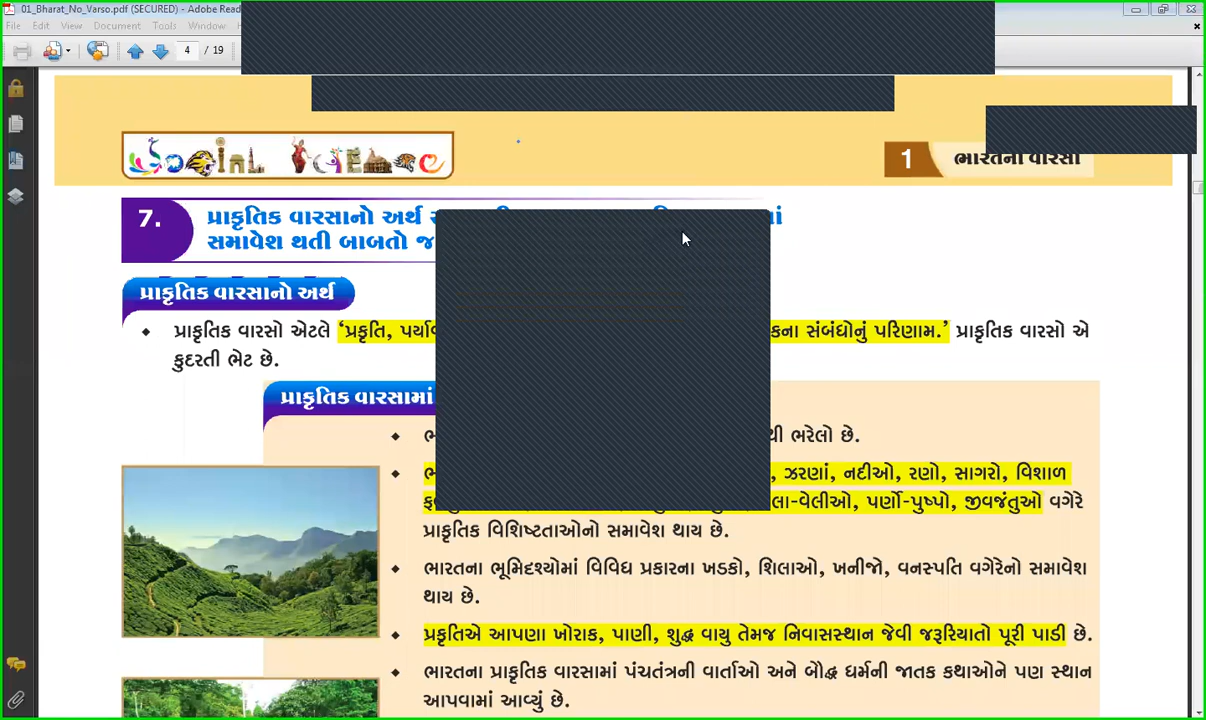 01_Bharat_No_Varso.pdf (SECURED) - Adobe Read
File Edit View Document Tools Window
4 / 19
Social Science
1 ભારતનો વારસો
7. પ્રાકૃતિક વારસાનો અર્થ
સમાવેશ થતી બાબતો
પ્રાકૃતિક વારસાનો અર્થ
◆ પ્રાકૃતિક વારસો એટલે ‘પ્રકૃતિ, સંબંધોનું પરિણામ.’ પ્રાકૃતિક વારસો એ
કુદરતી ભેટ છે.
પ્રાકૃતિક વારસામાં
◆ ભરેલો છે.
◆ , ઝરણાં, નદીઓ, રણો, સાગરો, વિશાળ
પર્ણો-પુષ્પો, જીવજંતુઓ વગેરે
પ્રાકૃતિક વિશિષ્ટતાઓનો સમાવેશ થાય છે.
◆ ભારતના ભૂમિદૃશ્યોમાં વિવિધ પ્રકારના ખડકો, શિલાઓ, ખનીજો, વનસ્પતિ વગેરેનો સમાવેશ
થાય છે.
◆ પ્રકૃતિએ આપણા ખોરાક, પાણી, શુદ્ધ વાયુ તેમજ નિવાસસ્થાન જેવી જરૂરિયાતો પૂરી પાડી છે.
◆ ભારતના પ્રાકૃતિક વારસામાં પંચતંત્રની વાર્તાઓ અને બૌદ્ધ ધર્મની જાતક કથાઓને પણ સ્થાન
આપવામાં આવ્યું છે.